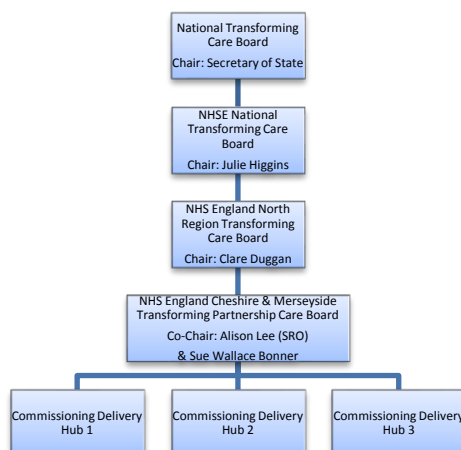 National Transforming
Care Board
Chair: Secretary of State
NHSE National
Transforming Care
Board
Chair: Julie Higgins
NHS England North
Region Transforming
Care Board
Chair: Clare Duggan
NHS England Cheshire & Merseyside
Transforming Partnership Care Board
Co-Chair: Alison Lee (SRO)
& Sue Wallace Bonner
Commissioning Delivery
Hub 1
Commissioning Delivery
Hub 2
Commissioning Delivery
Hub 3